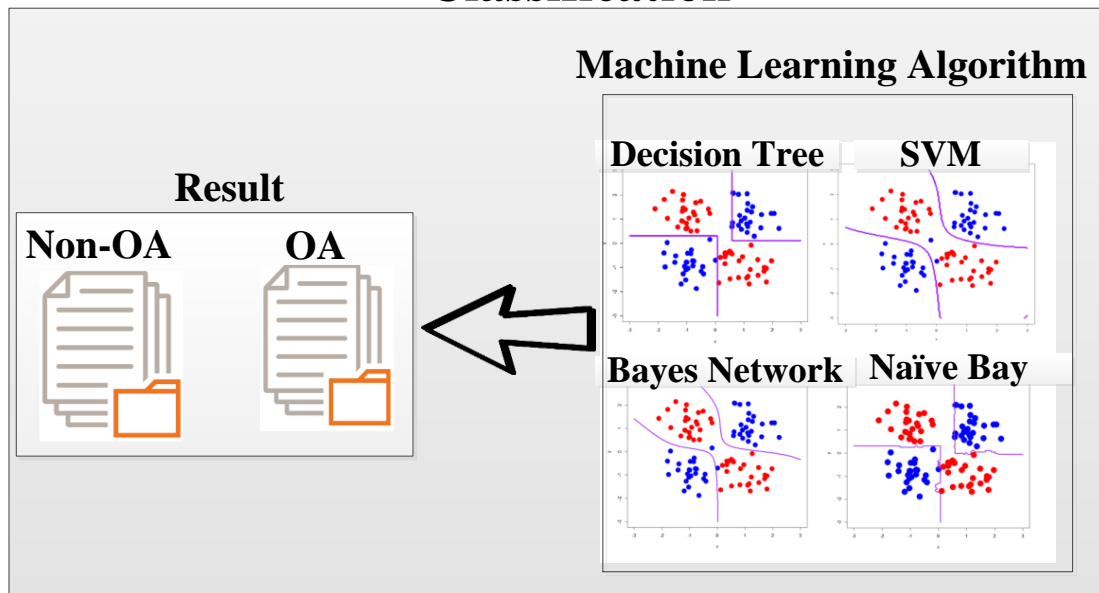 Machine Learning Algorithm
Decision Tree
SVM
Result
Non-OA
OA
Bayes Network
Naïve Bay